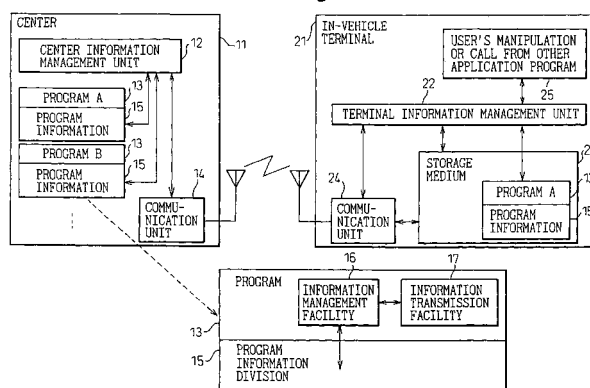 CENTER
11
CENTER INFORMATION
MANAGEMENT UNIT
12
PROGRAM A
13
15
PROGRAM
INFORMATION
PROGRAM B
13
15
PROGRAM
INFORMATION
14
COMMU-
NICATION
UNIT
21
IN-VEHICLE
TERMINAL
USER'S MANIPULATION
OR CALL FROM OTHER
APPLICATION PROGRAM
25
22
TERMINAL INFORMATION MANAGEMENT UNIT
STORAGE
MEDIUM
24
COMMU-
NICATION
UNIT
PROGRAM A
PROGRAM
INFORMATION
PROGRAM
16
INFORMATION
MANAGEMENT
FACILITY
17
INFORMATION
TRANSMISSION
FACILITY
13
15
PROGRAM
INFORMATION
DIVISION